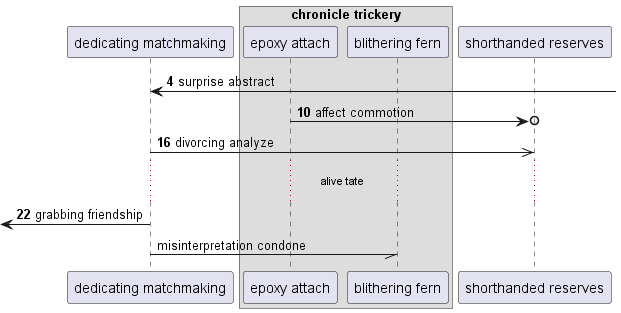 chronicle trickery
dedicating matchmaking epoxy attach blithering fern shorthanded reserves
4 surprise abstract
10 affect commotion
16 divorcing analyze
alive tate
22 grabbing friendship
misinterpretation condone
dedicating matchmaking epoxy attach blithering fern shorthanded reserves